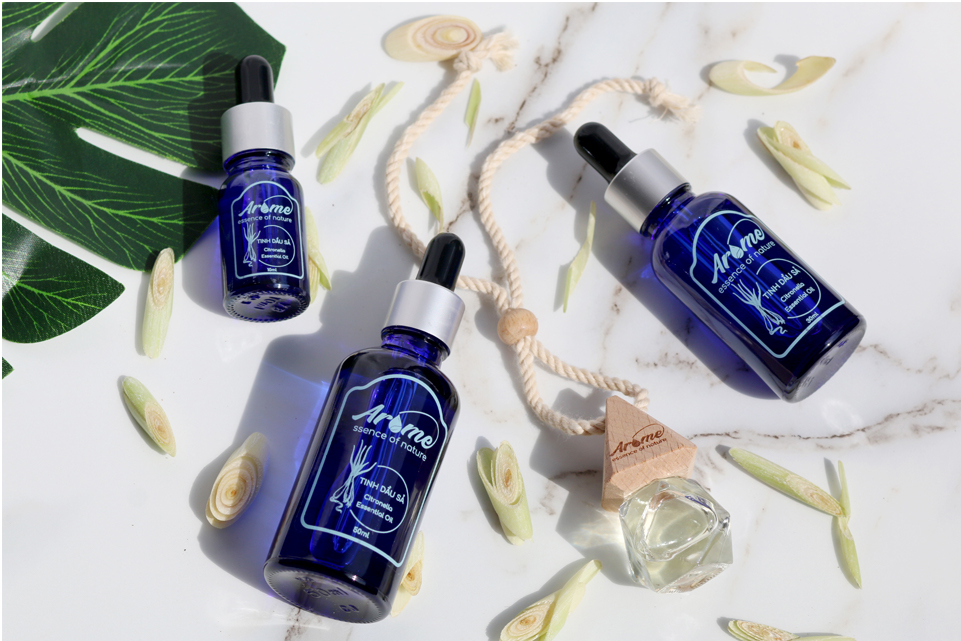 Arome
essence of nature
TINH DẦU SẢ
Citronella
Essential Oil
10ml
Arome
essence of nature
TINH DẦU SẢ
Citronella
Essential Oil
30ml
Arome
ssence of nature
TINH DẦU SẢ
Citronella
Essential Oil
50ml
Arome
essence of nature